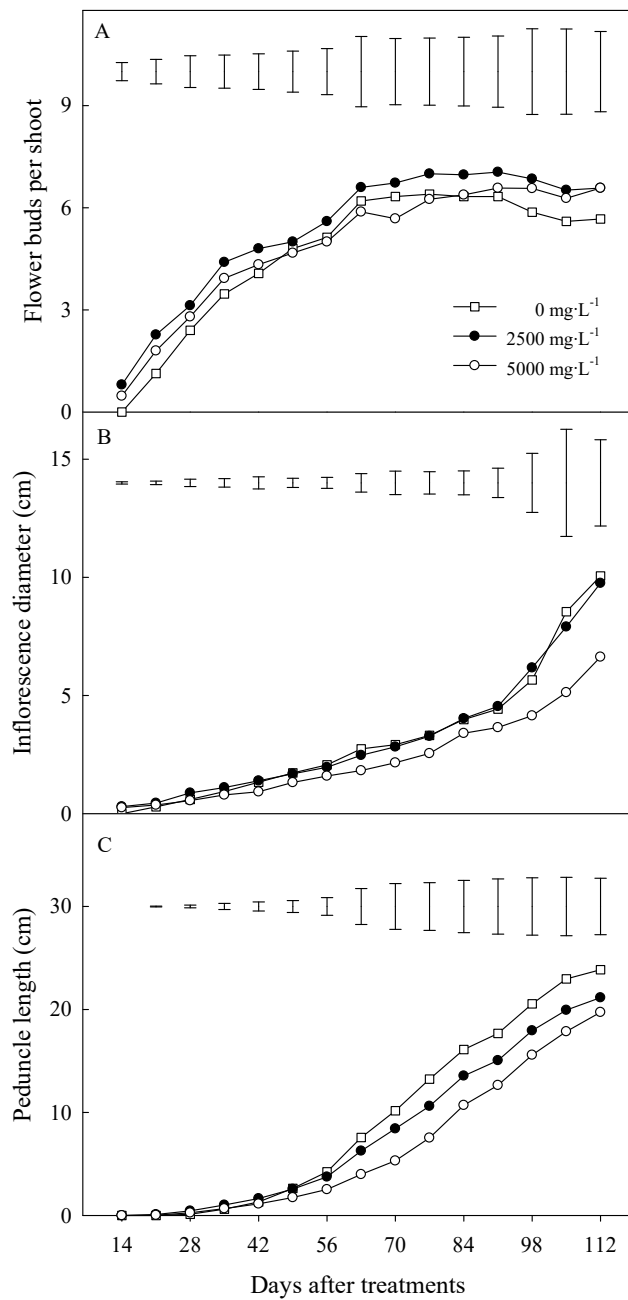 A
Flower buds per shoot
9
6
3
0
0 mg·L⁻¹
2500 mg·L⁻¹
5000 mg·L⁻¹
B
Inflorescence diameter (cm)
15
10
5
0
C
Peduncle length (cm)
30
20
10
0
14 28 42 56 70 84 98 112
Days after treatments